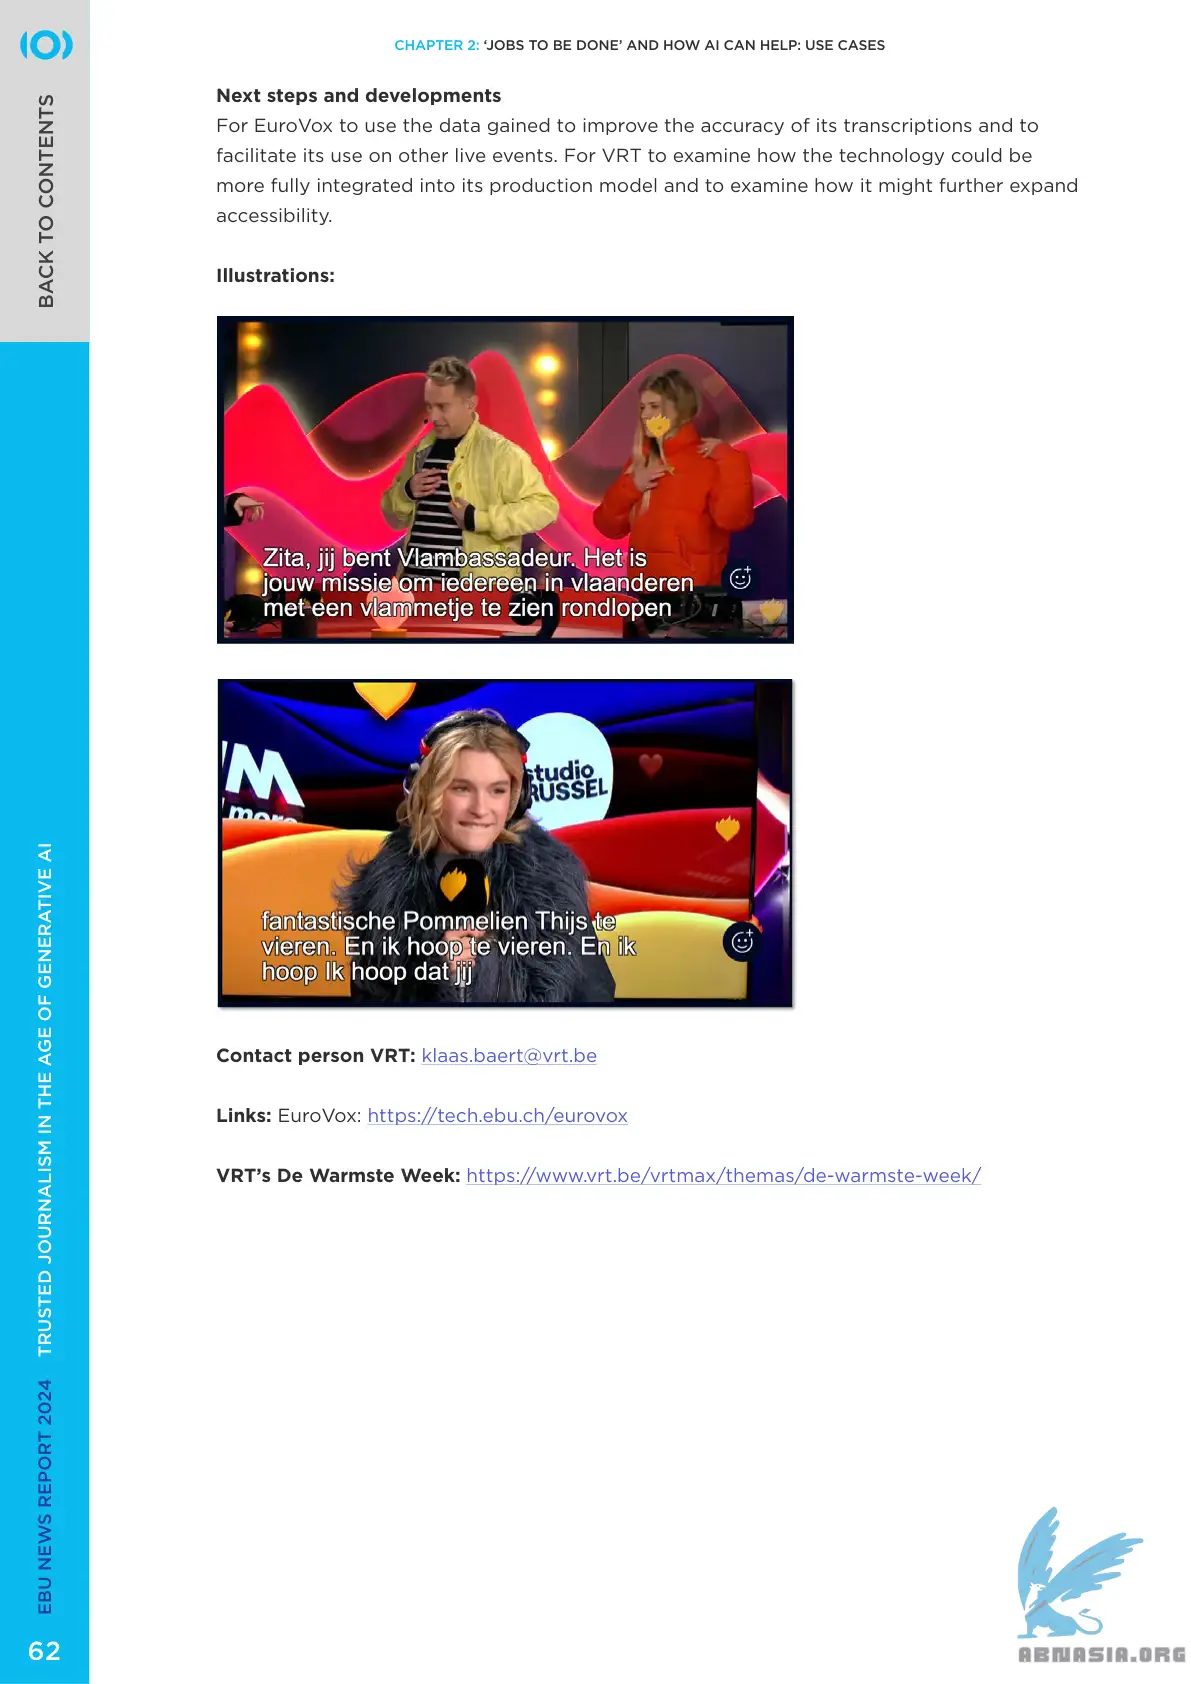 CHAPTER 2: ‘JOBS TO BE DONE’ AND HOW AI CAN HELP: USE CASES
BACK TO CONTENTS
Next steps and developments
For EuroVox to use the data gained to improve the accuracy of its transcriptions and to
facilitate its use on other live events. For VRT to examine how the technology could be
more fully integrated into its production model and to examine how it might further expand
accessibility.
Illustrations:
Zita, jij bent Vlambassadeur. Het is
jouw missie om iedereen in vlaanderen
met een vlammetje te zien rondlopen
studio
RUSSEL
fantastische Pommelien Thijs te
vieren. En ik hoop te vieren. En ik
hoop Ik hoop dat jij
Contact person VRT: klaas.baert@vrt.be
Links: EuroVox: https://tech.ebu.ch/eurovox
VRT’s De Warmste Week: https://www.vrt.be/vrtmax/themas/de-warmste-week/
EBU NEWS REPORT 2024 TRUSTED JOURNALISM IN THE AGE OF GENERATIVE AI
62
ABNASIA.ORG